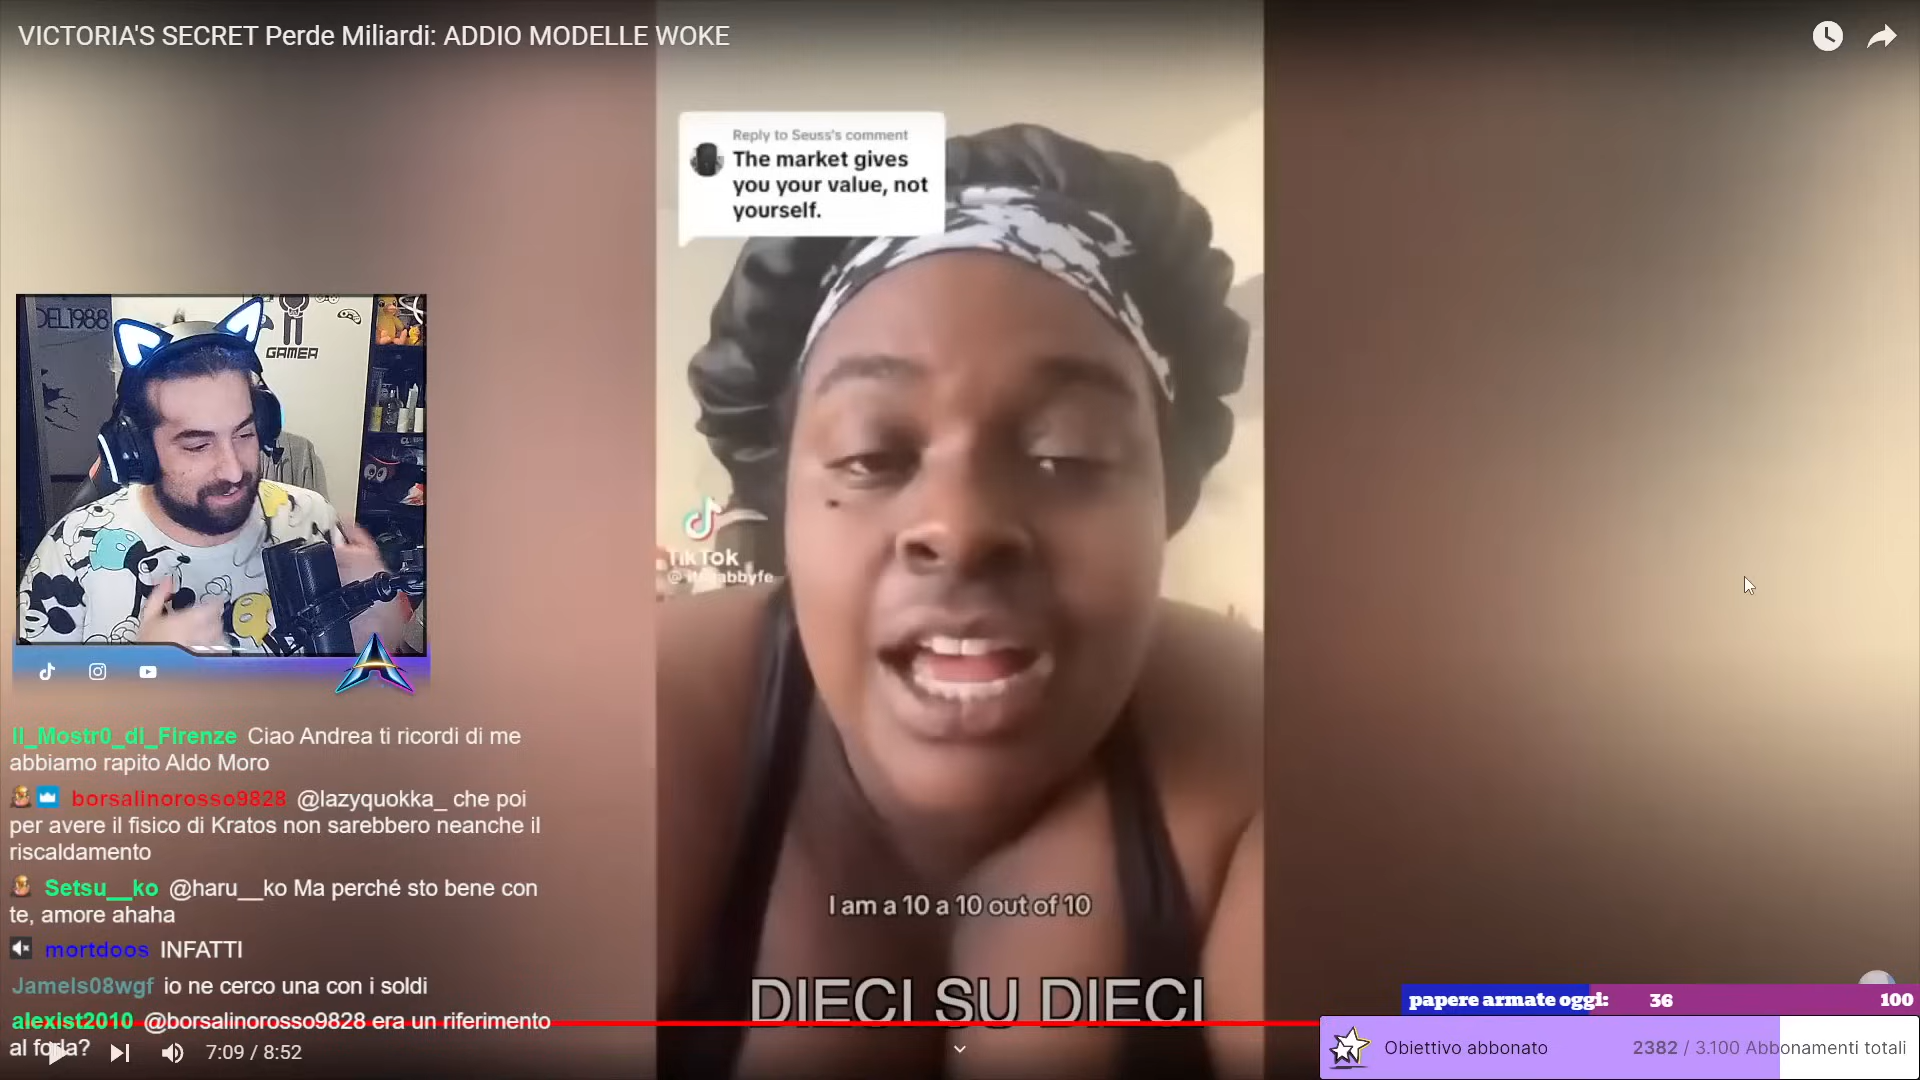 VICTORIA'S SECRET Perde Miliardi: ADDIO MODELLE WOKE
Reply to Seuss's comment
The market gives
you your value, not
yourself.
DEL1988
GAMER
TikTok
Il_Mostr0_di_Firenze Ciao Andrea ti ricordi di me
abbiamo rapito Aldo Moro
borsalinorosso9828 @lazyquokka_ che poi
per avere il fisico di Kratos non sarebbero neanche il
riscaldamento
Setsu__ko @haru__ko Ma perché sto bene con
te, amore ahaha
mortdoos INFATTI
Jamels08wgf io ne cerco una con i soldi
alexist2010 @borsalinorosso9828 era un riferimento
al forla?
7:09 / 8:52
I am a 10 a 10 out of 10
DIECI SU DIECI
papere armate oggi: 36 100
Obiettivo abbonato 2382 / 3.100 Abbonamenti totali